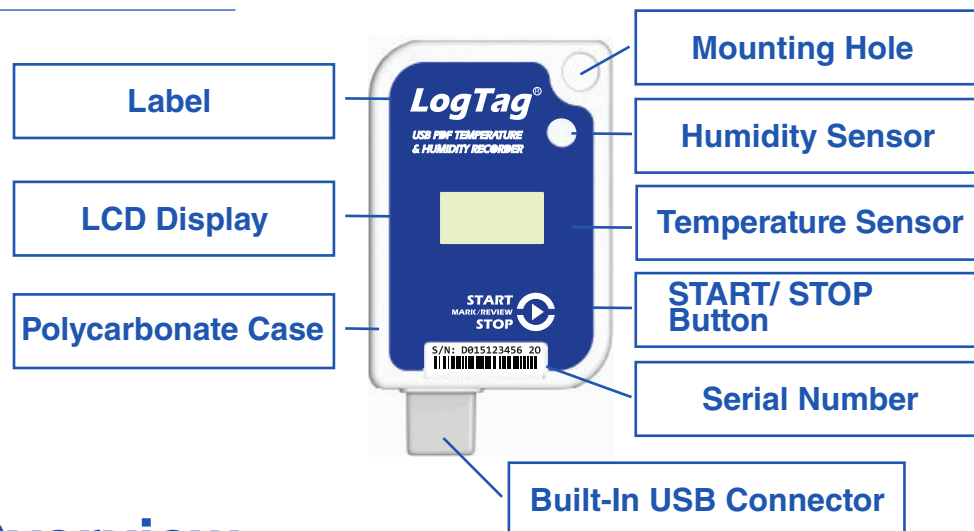 Mounting Hole
Label
LogTag®
USB PDF TEMPERATURE
& HUMIDITY RECORDER
Humidity Sensor
LCD Display
Temperature Sensor
START
MARK/REVIEW
STOP
START/ STOP
Button
Polycarbonate Case
S/N: D015123456 20
Serial Number
Built-In USB Connector